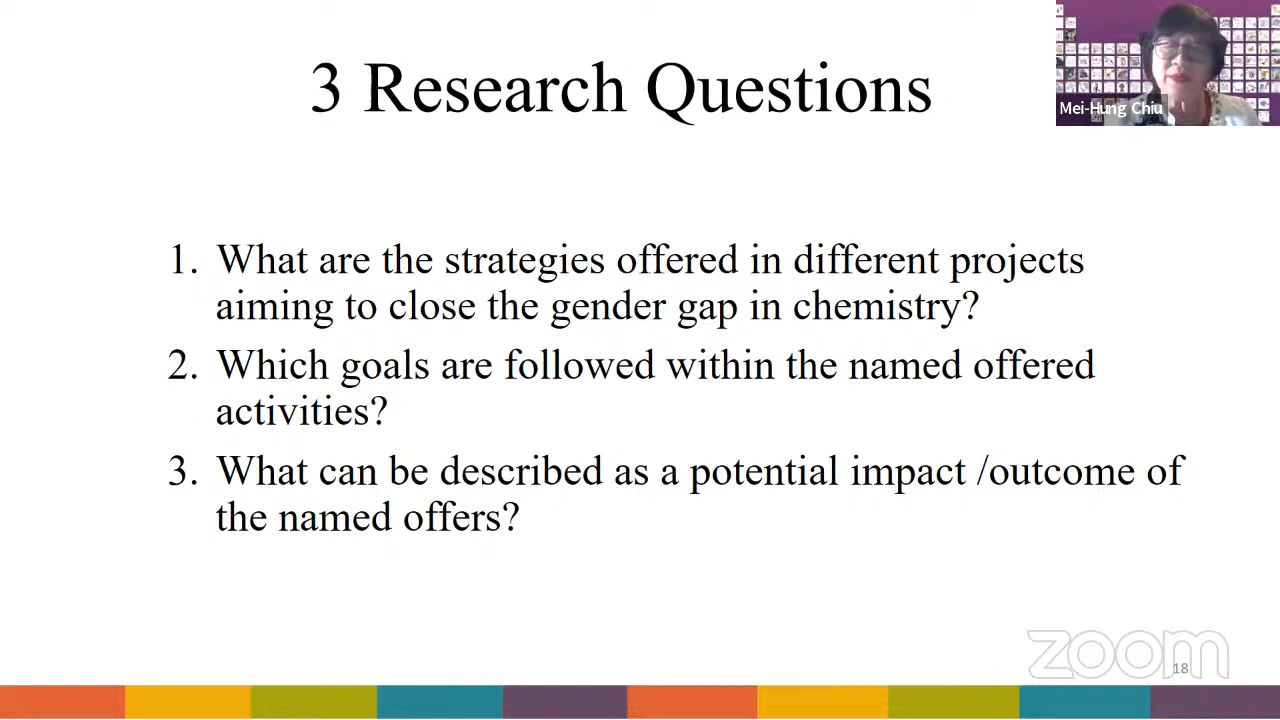 3 Research Questions
Mei-Hung Chiu
1. What are the strategies offered in different projects
aiming to close the gender gap in chemistry?
2. Which goals are followed within the named offered
activities?
3. What can be described as a potential impact /outcome of
the named offers?
zoom
18